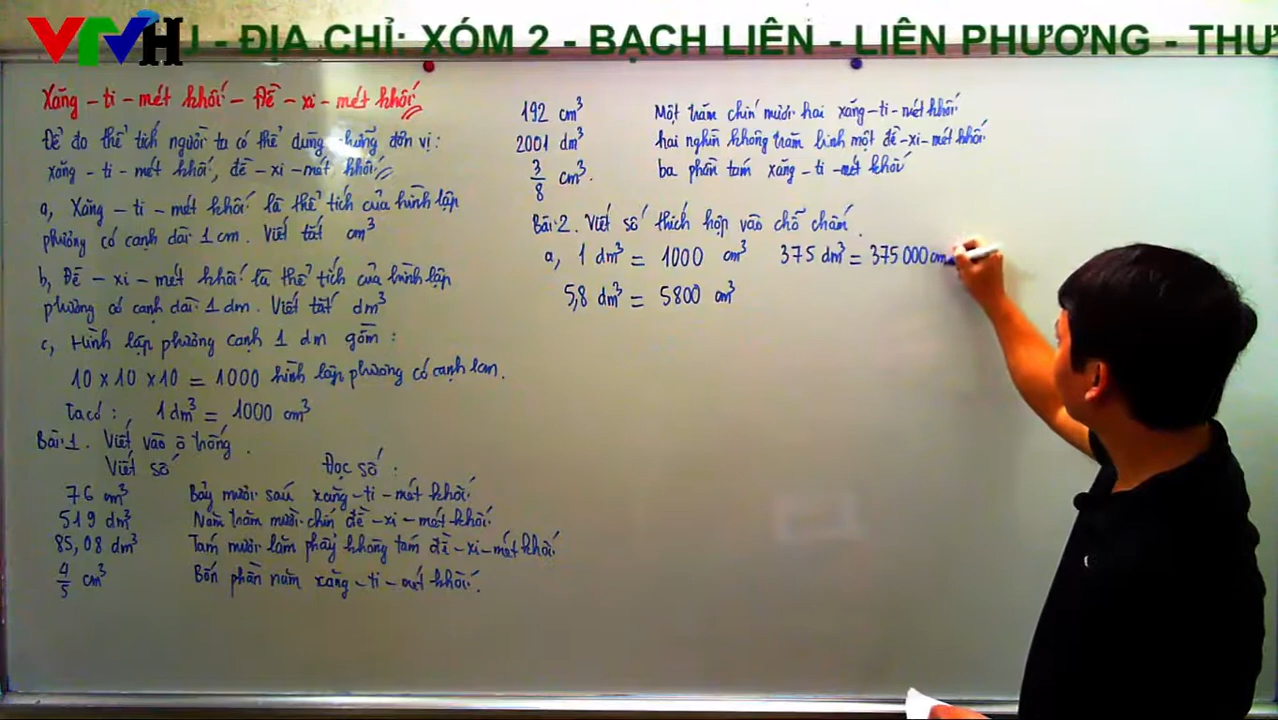 VTVH
J - ĐỊA CHỈ: XÓM 2 - BẠCH LIÊN - LIÊN PHƯƠNG - THƯ
Xăng - ti - mét khối - Đề - xi - mét khối
Để đo thể tích người ta có thể dùng những đơn vị:
xăng - ti - mét khối, đề - xi - mét khối
a, Xăng - ti - mét khối là thể tích của hình lập
phương có cạnh dài 1 cm. Viết tắt cm³
b, Đề - xi - mét khối là thể tích của hình lập
phương có cạnh dài 1 dm. Viết tắt dm³
c, Hình lập phương cạnh 1 dm gồm:
10 × 10 × 10 = 1000 hình lập phương có cạnh 1cm.
ta có: 1 dm³ = 1000 cm³
Bài 1. Viết vào ô trống.
Viết số Đọc số:
76 cm³ Bảy mươi sáu xăng-ti-mét khối
519 dm³ Năm trăm mười chín đề-xi-mét khối
85,08 dm³ Tám mươi lăm phẩy không tám đề-xi-mét khối
4/5 cm³ Bốn phần năm xăng-ti-mét khối.
192 cm³ Một trăm chín mươi hai xăng-ti-mét khối
2001 dm³ hai nghìn không trăm linh một đề-xi-mét khối
3/8 cm³. ba phần tám xăng-ti-mét khối
Bài 2. Viết số thích hợp vào chỗ chấm.
a, 1 dm³ = 1000 cm³ 375 dm³ = 375 000 cm
5,8 dm³ = 5800 cm³